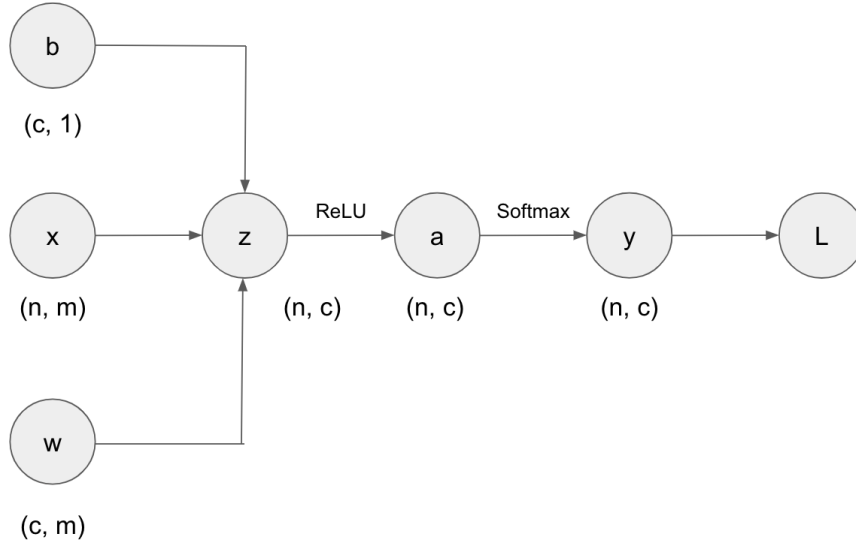 b
(c, 1)
ReLU
Softmax
x
z
a
y
L
(n, m)
(n, c)
(n, c)
(n, c)
w
(c, m)